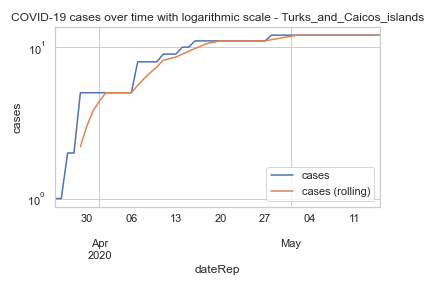 COVID-19 cases over time with logarithmic scale - Turks_and_Caicos_islands
cases
10¹
10⁰
cases
cases (rolling)
30 06 13 20 27 04 11
Apr May
2020
dateRep